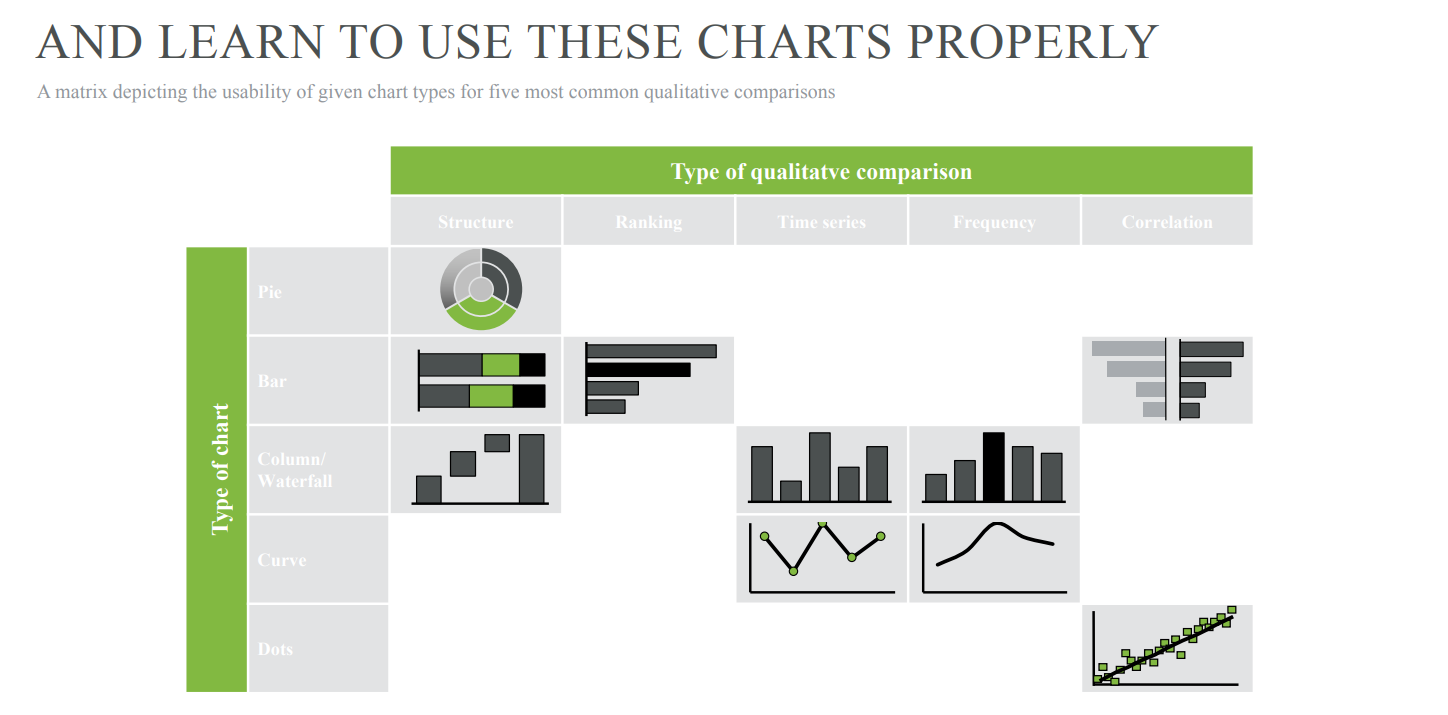 AND LEARN TO USE THESE CHARTS PROPERLY
A matrix depicting the usability of given chart types for five most common qualitative comparisons
Type of qualitatve comparison
Structure
Ranking
Time series
Frequency
Correlation
Type of chart
Pie
Bar
Column/
Waterfall
Curve
Dots